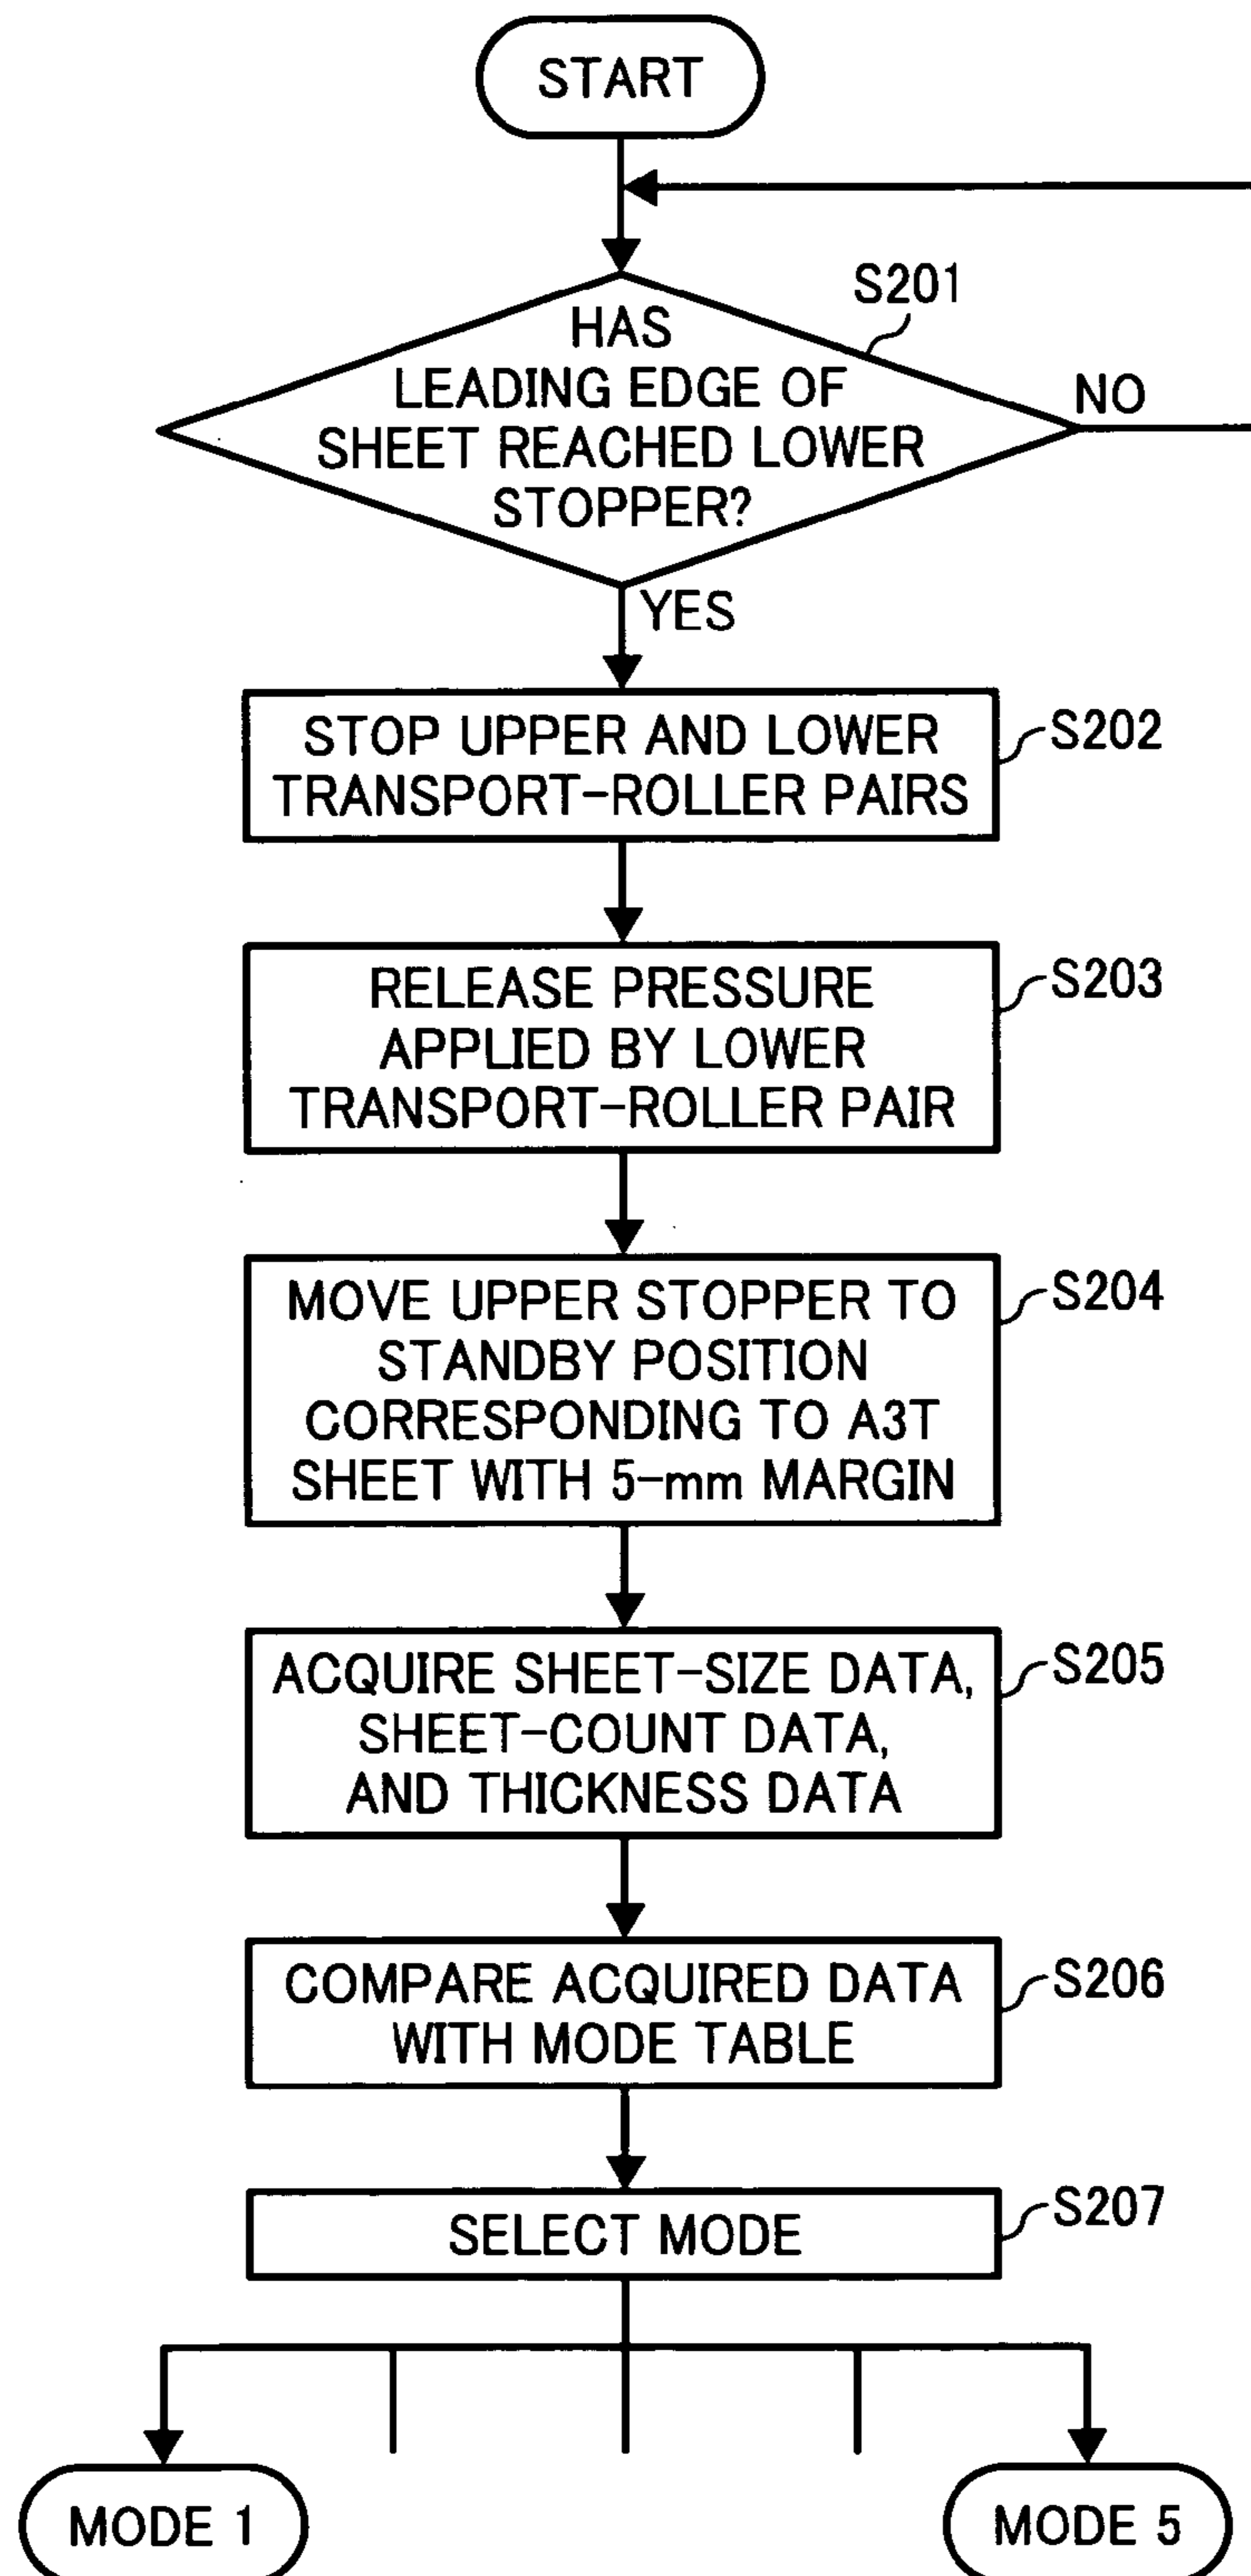 START
S201
HAS
LEADING EDGE OF
SHEET REACHED LOWER
STOPPER?
NO
YES
STOP UPPER AND LOWER
TRANSPORT-ROLLER PAIRS
S202
RELEASE PRESSURE
APPLIED BY LOWER
TRANSPORT-ROLLER PAIR
S203
MOVE UPPER STOPPER TO
STANDBY POSITION
CORRESPONDING TO A3T
SHEET WITH 5-mm MARGIN
S204
ACQUIRE SHEET-SIZE DATA,
SHEET-COUNT DATA,
AND THICKNESS DATA
S205
COMPARE ACQUIRED DATA
WITH MODE TABLE
S206
SELECT MODE
S207
MODE 1
MODE 5